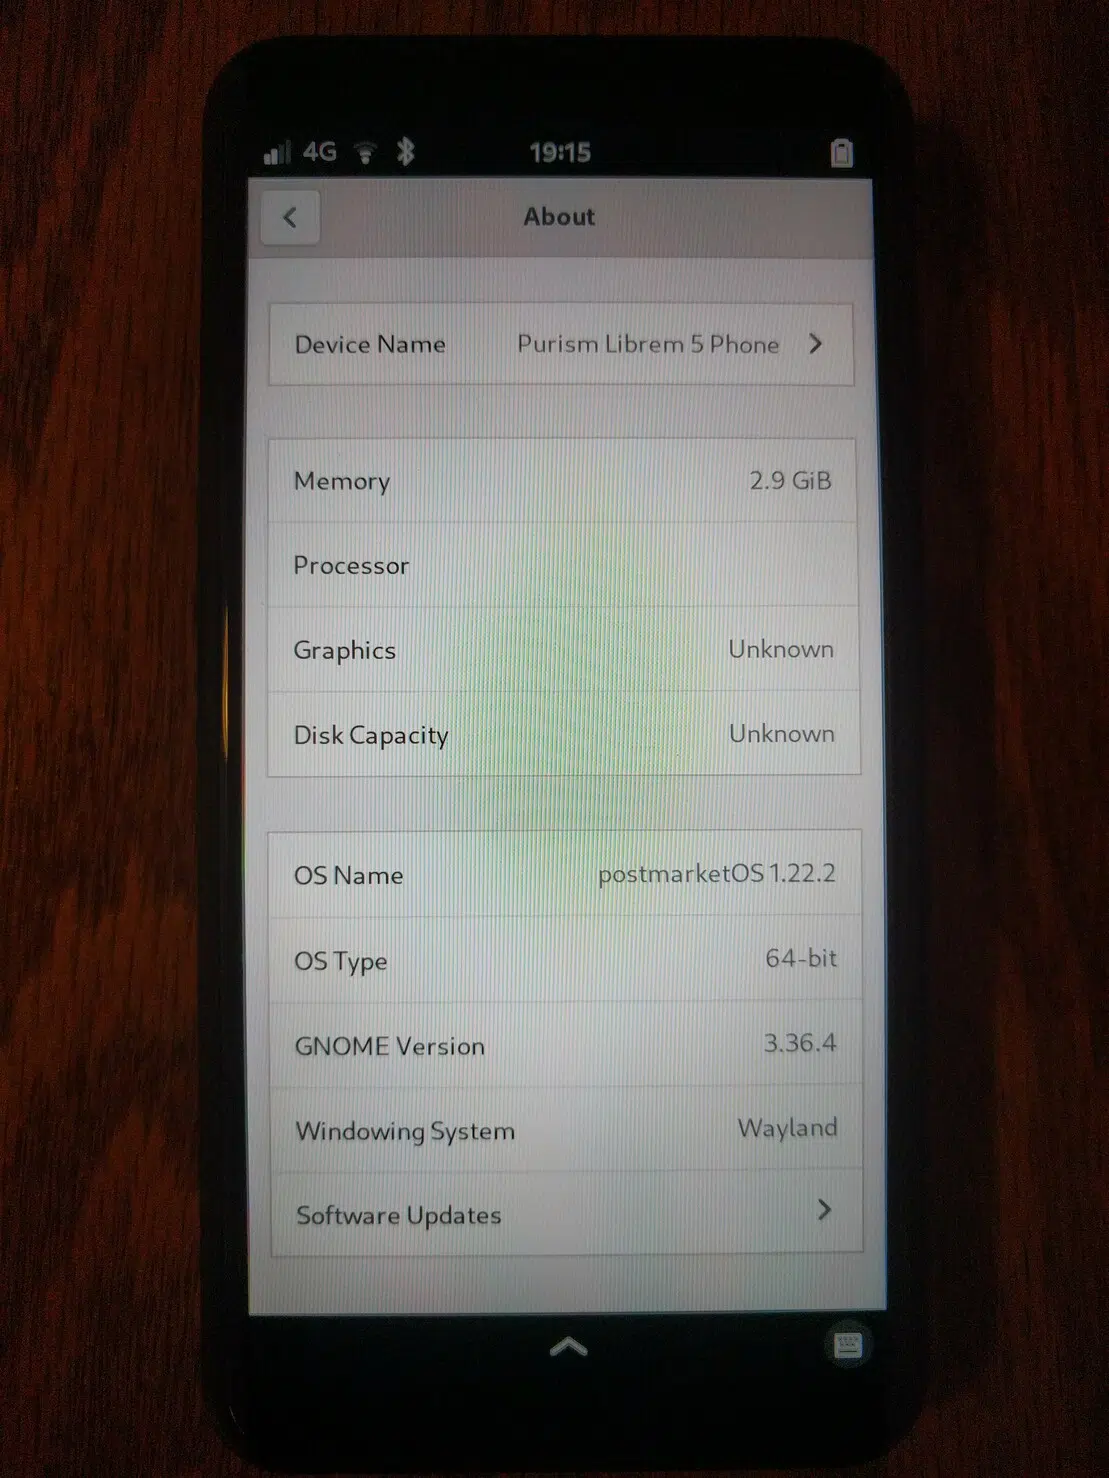 4G 19:15
About
Device Name Purism Librem 5 Phone
Memory 2.9 GiB
Processor
Graphics Unknown
Disk Capacity Unknown
OS Name postmarketOS 1.22.2
OS Type 64-bit
GNOME Version 3.36.4
Windowing System Wayland
Software Updates